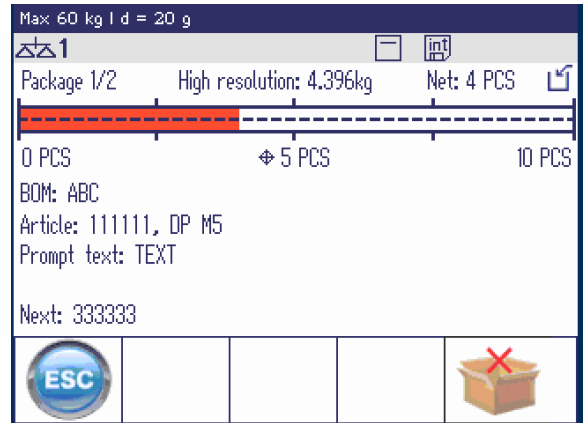 Max 60 kg | d = 20 g
1 int
Package 1/2 High resolution: 4.396kg Net: 4 PCS
0 PCS 5 PCS 10 PCS
BOM: ABC
Article: 111111, DP M5
Prompt text: TEXT
Next: 333333
ESC